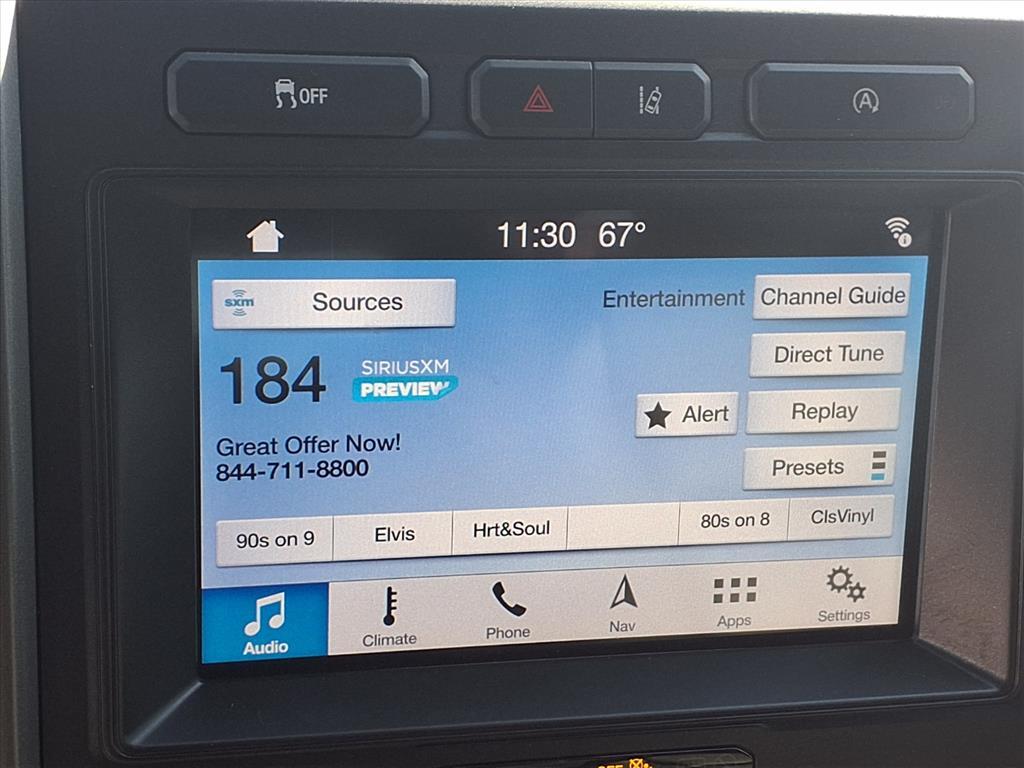 OFF
A
11:30 67°
sxm Sources
Entertainment
Channel Guide
184
SIRIUSXM
PREVIEW
Direct Tune
Alert
Replay
Great Offer Now!
844-711-8800
Presets
90s on 9
Elvis
Hrt&Soul
80s on 8
ClsVinyl
Audio
Climate
Phone
Nav
Apps
Settings
OFF